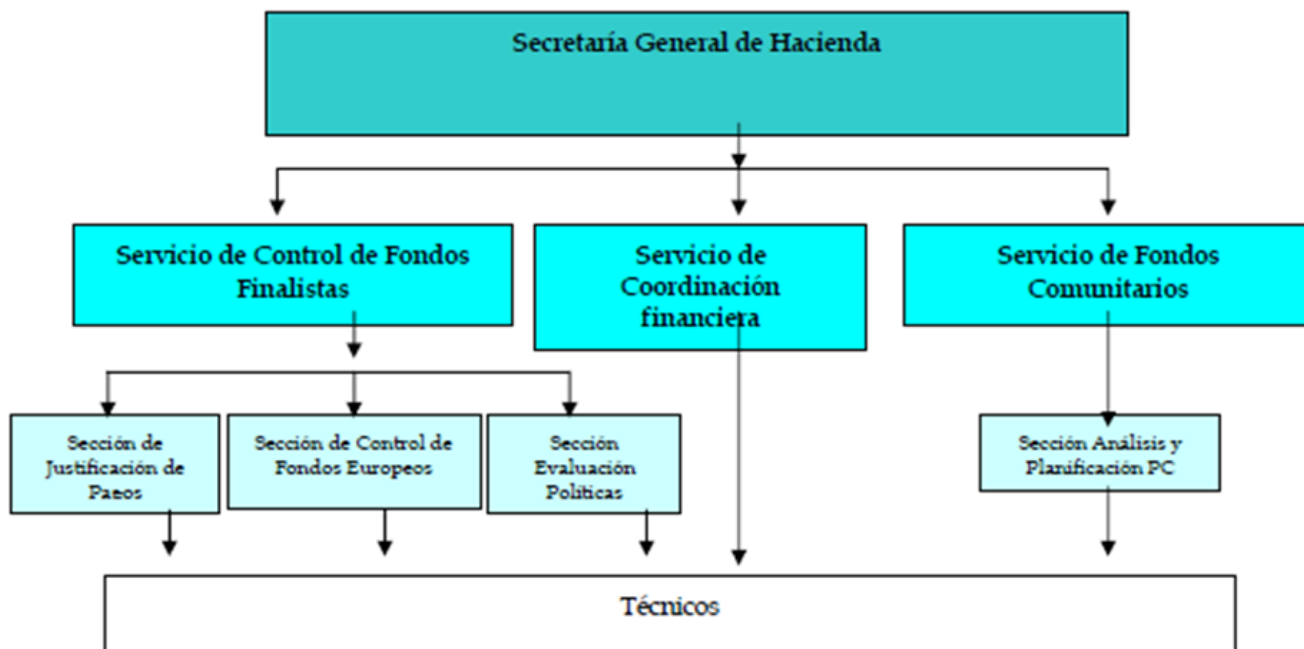 Secretaría General de Hacienda
Servicio de Control de Fondos
Finalistas
Servicio de
Coordinación
financiera
Servicio de Fondos
Comunitarios
Sección de
Justificación de
Pagos
Sección de Control de
Fondos Europeos
Sección
Evaluación
Políticas
Sección Análisis y
Planificación PC
Técnicos